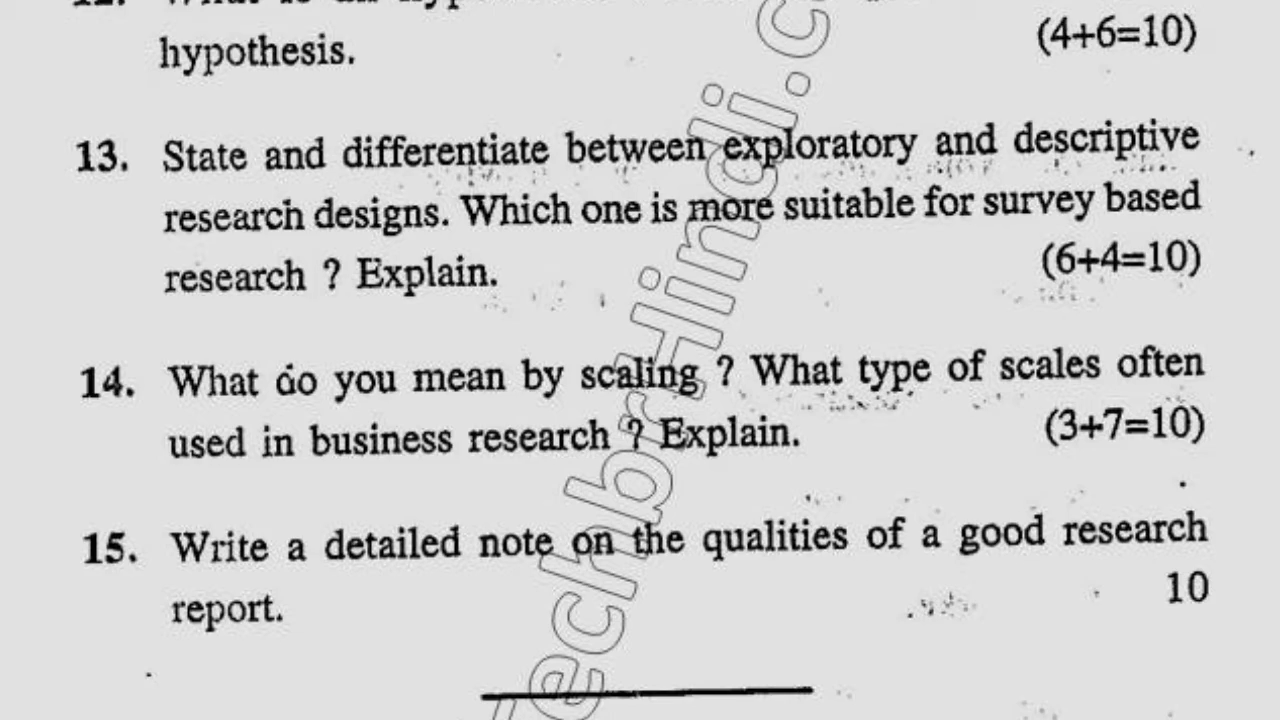 hypothesis. (4+6=10)
13. State and differentiate between exploratory and descriptive
research designs. Which one is more suitable for survey based
research ? Explain. (6+4=10)
14. What do you mean by scaling ? What type of scales often
used in business research ? Explain. (3+7=10)
15. Write a detailed note on the qualities of a good research
report. 10
echbrHindi.c